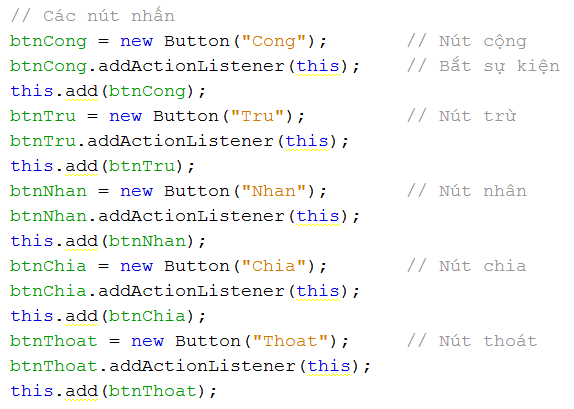 // Các nút nhấn
btnCong = new Button("Cong"); // Nút cộng
btnCong.addActionListener(this); // Bắt sự kiện
this.add(btnCong);
btnTru = new Button("Tru"); // Nút trừ
btnTru.addActionListener(this);
this.add(btnTru);
btnNhan = new Button("Nhan"); // Nút nhân
btnNhan.addActionListener(this);
this.add(btnNhan);
btnChia = new Button("Chia"); // Nút chia
btnChia.addActionListener(this);
this.add(btnChia);
btnThoat = new Button("Thoat"); // Nút thoát
btnThoat.addActionListener(this);
this.add(btnThoat);